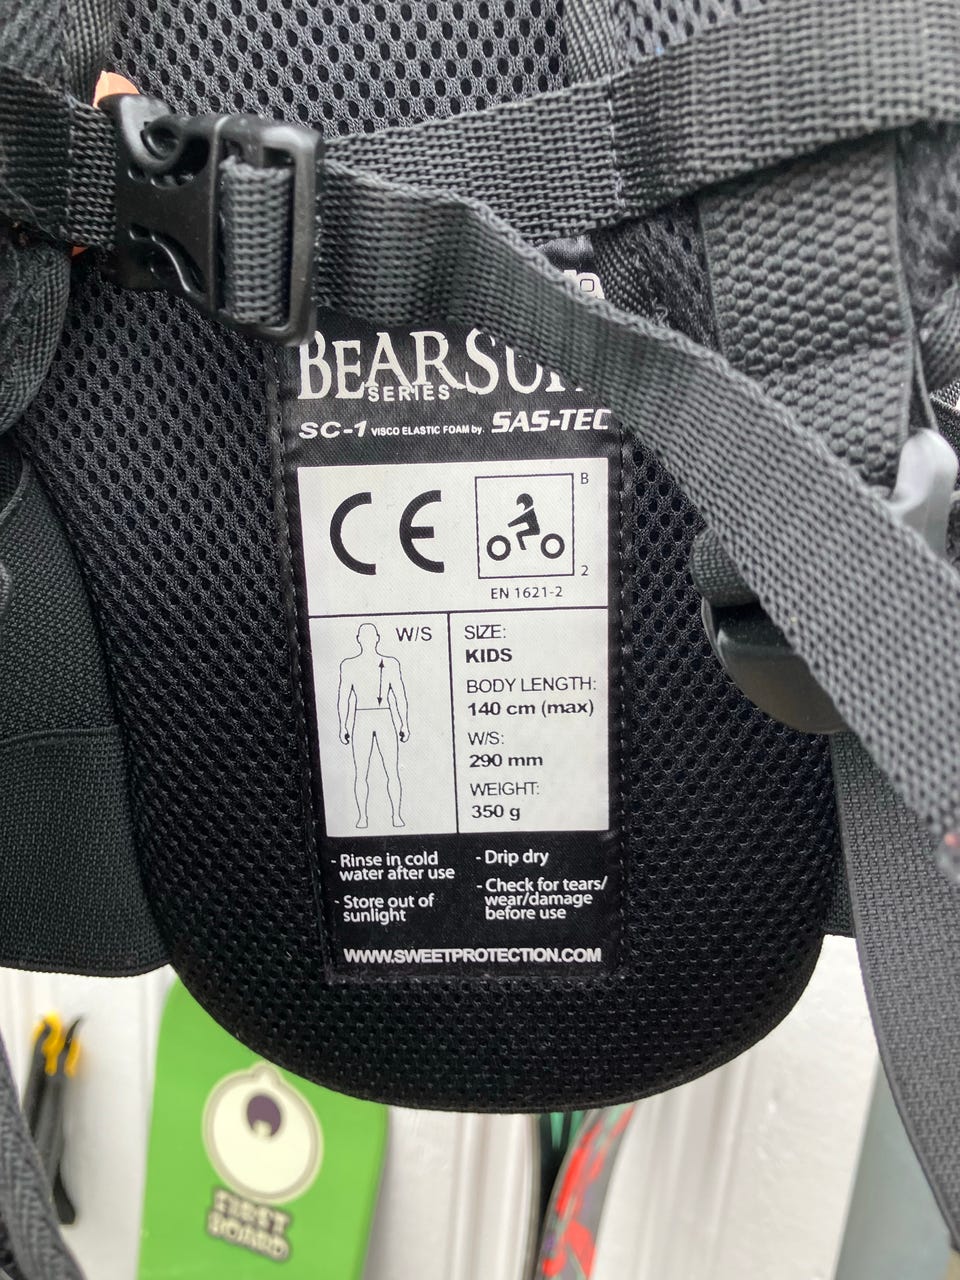 BEARSUIT
SERIES
SC-1 VISCO ELASTIC FOAM by. SAS-TEC
CE
B
2
EN 1621-2
W/S
SIZE:
KIDS
BODY LENGTH:
140 cm (max)
W/S:
290 mm
WEIGHT:
350 g
- Rinse in cold
water after use
- Store out of
sunlight
- Drip dry
- Check for tears/
wear/damage
before use
WWW.SWEETPROTECTION.COM
FIRST
BOARD